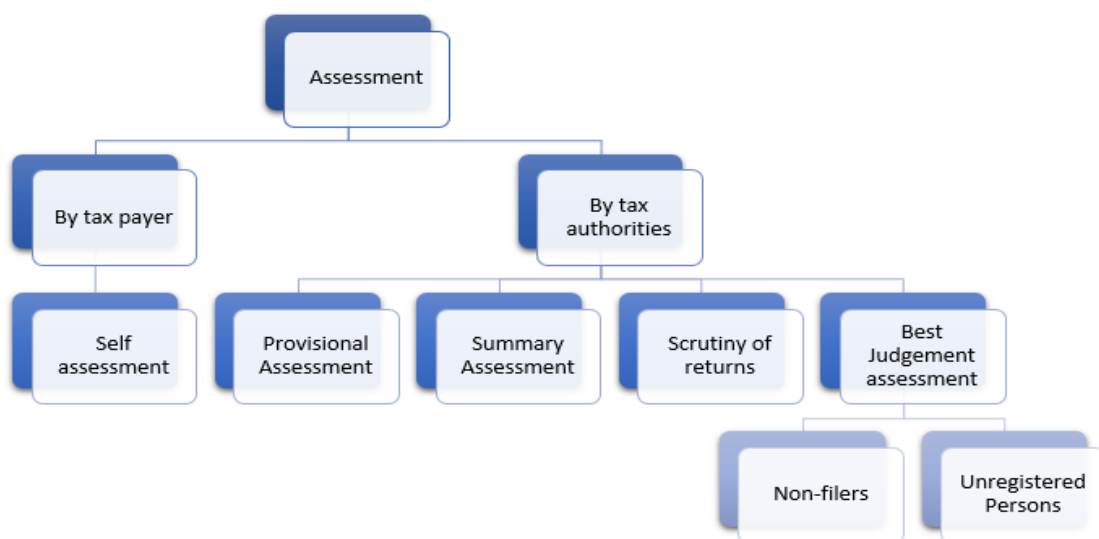 Assessment
By tax payer
By tax
authorities
Self
assessment
Provisional
Assessment
Summary
Assessment
Scrutiny of
returns
Best
Judgement
assessment
Non-filers
Unregistered
Persons